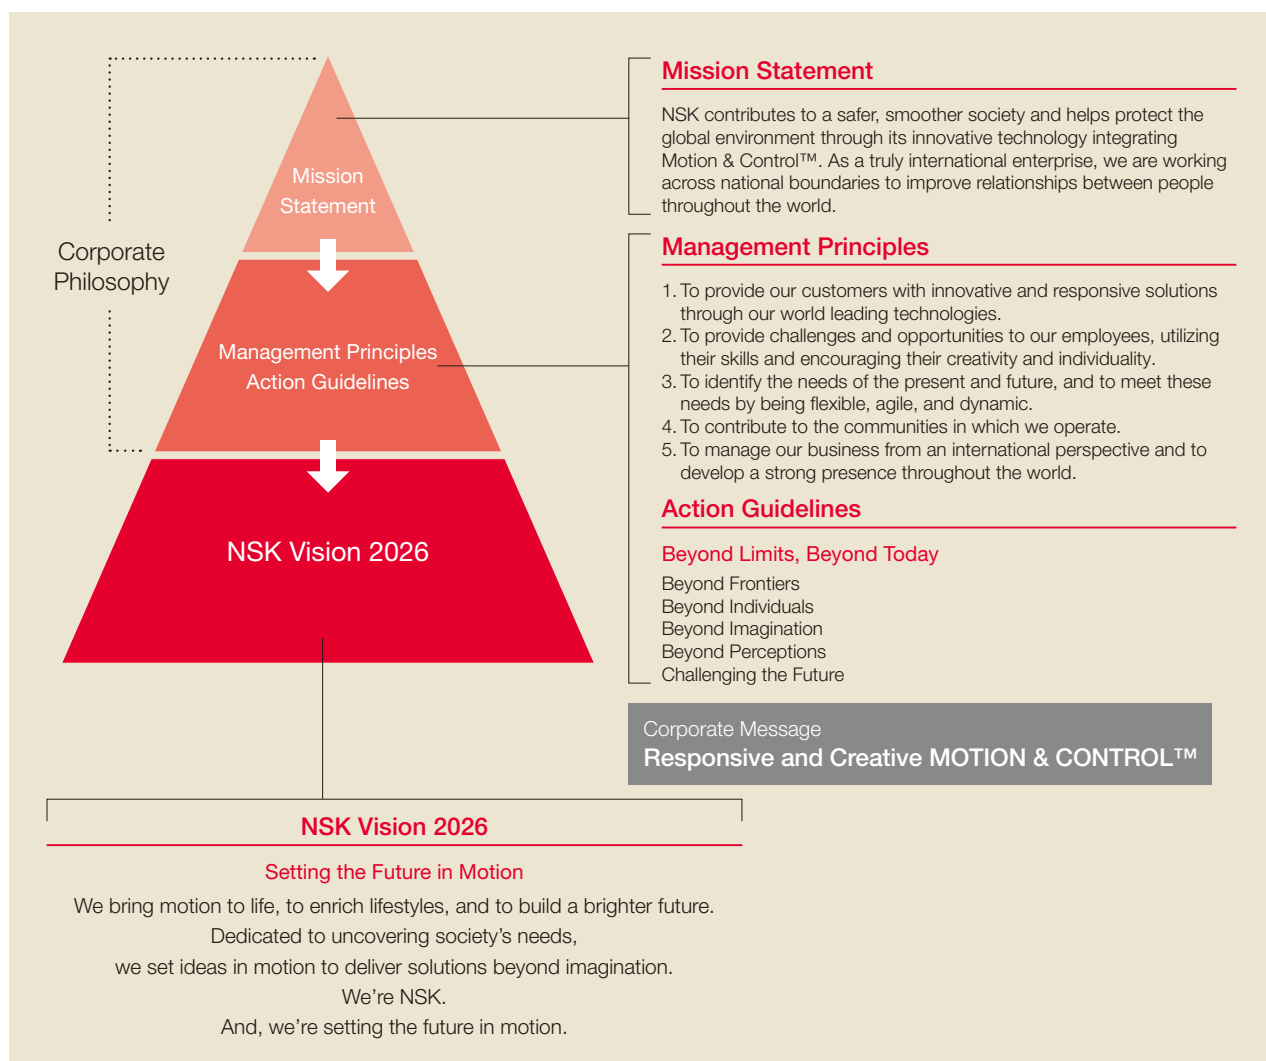 Corporate
Philosophy
Mission
Statement
Management Principles
Action Guidelines
NSK Vision 2026
Mission Statement
NSK contributes to a safer, smoother society and helps protect the
global environment through its innovative technology integrating
Motion & Control™. As a truly international enterprise, we are working
across national boundaries to improve relationships between people
throughout the world.
Management Principles
1. To provide our customers with innovative and responsive solutions
through our world leading technologies.
2. To provide challenges and opportunities to our employees, utilizing
their skills and encouraging their creativity and individuality.
3. To identify the needs of the present and future, and to meet these
needs by being flexible, agile, and dynamic.
4. To contribute to the communities in which we operate.
5. To manage our business from an international perspective and to
develop a strong presence throughout the world.
Action Guidelines
Beyond Limits, Beyond Today
Beyond Frontiers
Beyond Individuals
Beyond Imagination
Beyond Perceptions
Challenging the Future
Corporate Message
Responsive and Creative MOTION & CONTROL™
NSK Vision 2026
Setting the Future in Motion
We bring motion to life, to enrich lifestyles, and to build a brighter future.
Dedicated to uncovering society’s needs,
we set ideas in motion to deliver solutions beyond imagination.
We’re NSK.
And, we’re setting the future in motion.